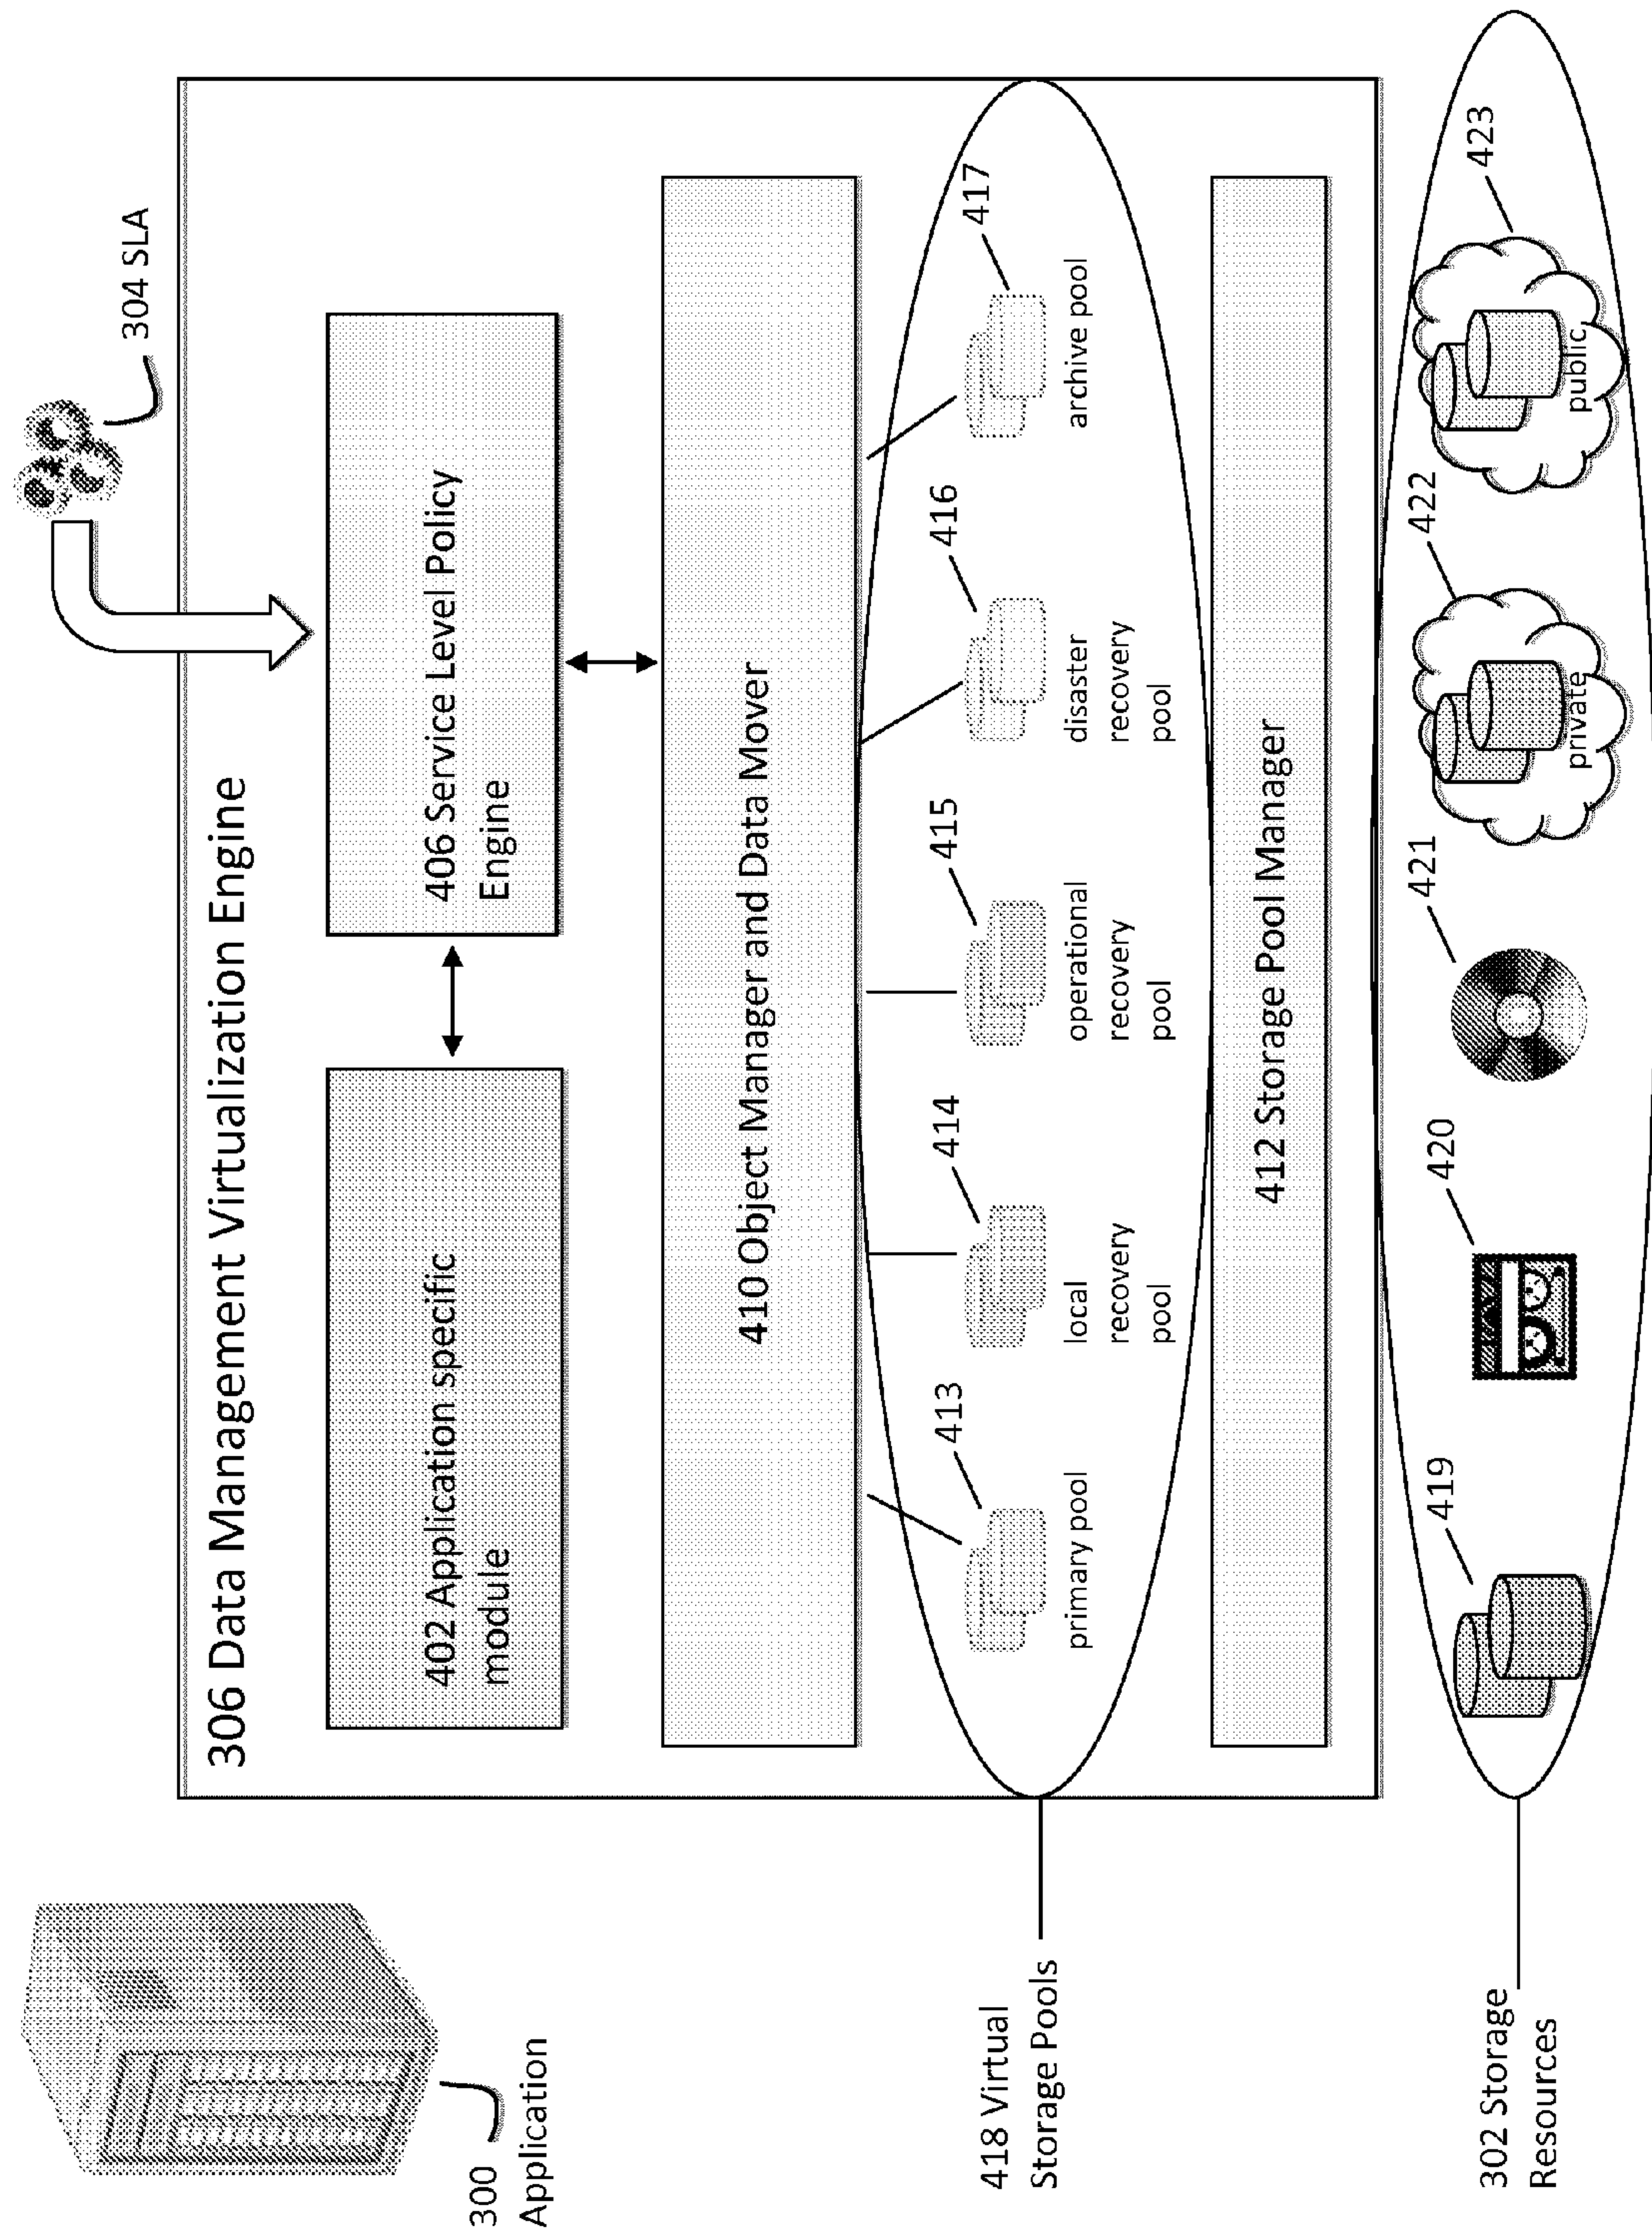 304 SLA
306 Data Management Virtualization Engine
402 Application specific
module
406 Service Level Policy
Engine
300
Application
410 Object Manager and Data Mover
413
414
415
416
417
primary pool
local
recovery
pool
operational
recovery
pool
disaster
recovery
pool
archive pool
418 Virtual
Storage Pools
412 Storage Pool Manager
419
420
421
422
423
private
public
302 Storage
Resources